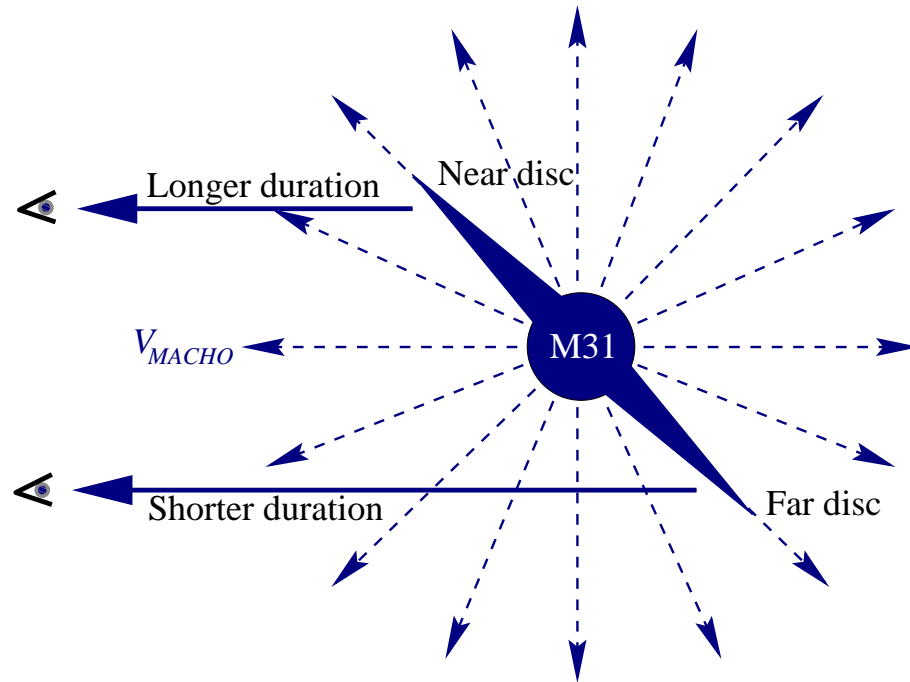 Near disc
Longer duration
V_MACHO
M31
Shorter duration
Far disc